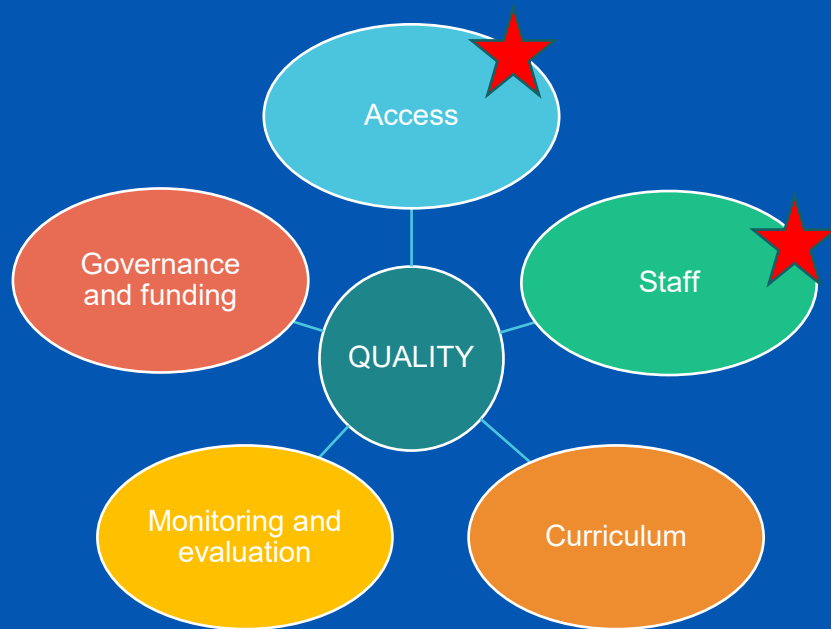 Access
Governance
and funding
Staff
QUALITY
Monitoring and
evaluation
Curriculum